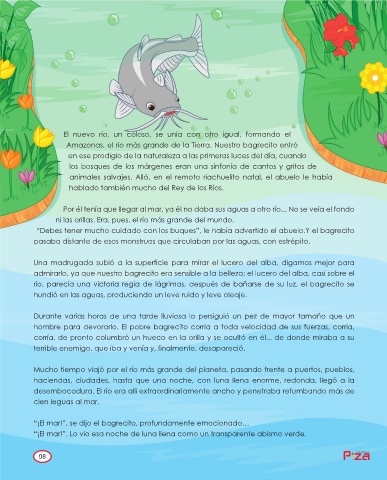 El nuevo río, un coloso, se unía con otro igual, formando el
Amazonas, el río más grande de la Tierra. Nuestro bagrecito entró
en ese prodigio de la naturaleza a las primeras luces del día, cuando
los bosques de los márgenes eran una sinfonía de cantos y gritos de
animales salvajes. Allá, en el remoto riachuelito natal, el abuelo le había
hablado también mucho del Rey de los Ríos.
Por él tenía que llegar al mar, ya él no daba sus aguas a otro río... No se veía el fondo
ni las orillas. Era, pues, el río más grande del mundo.
"Debes tener mucho cuidado con los buques", le había advertido el abuelo.Y el bagrecito
pasaba distante de esos monstruos que circulaban por las aguas, con estrépito.
Una madrugada subió a la superficie para mirar el lucero del alba, digamos mejor para
admirarlo, ya que nuestro bagrecito era sensible a la belleza; el lucero del alba, casi sobre el
río, parecía una victoria regia de lágrimas, después de bañarse de su luz, el bagrecito se
hundió en las aguas, produciendo un leve ruido y leve oleaje.
Durante varias horas de una tarde lluviosa lo persiguió un pez de mayor tamaño que un
hombre para devorarlo. El pobre bagrecito corría a toda velocidad de sus fuerzas, corría,
corría, de pronto columbró un hueco en la orilla y se ocultó en él... de donde miraba a su
terrible enemigo, que iba y venía y, finalmente, desapareció.
Mucho tiempo viajó por el río más grande del planeta, pasando frente a puertos, pueblos,
haciendas, ciudades, hasta que una noche, con luna llena enorme, redonda, llegó a la
desembocadura. El río era allí extraordinariamente ancho y penetraba retumbando más de
cien leguas al mar.
"¡El mar!", se dijo el bagrecito, profundamente emocionado...
"¡El mar!". Lo vio esa noche de luna llena como un transparente abismo verde.
08